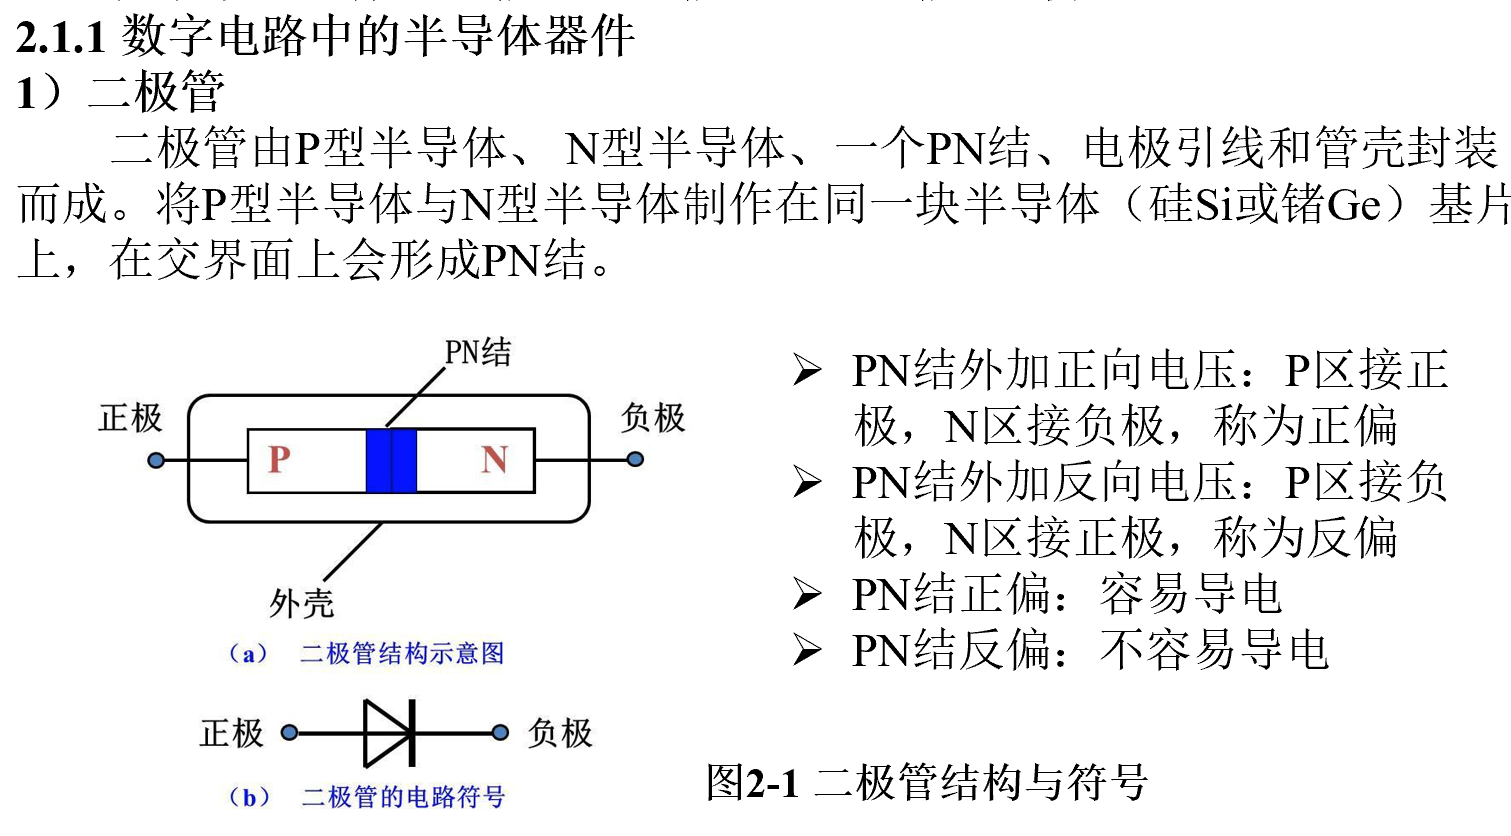 2.1.1 数字电路中的半导体器件
1）二极管
二极管由P型半导体、 N型半导体、一个PN结、电极引线和管壳封装
而成。将P型半导体与N型半导体制作在同一块半导体（硅Si或锗Ge）基片
上，在交界面上会形成PN结。
PN结
正极
负极
P
N
外壳
（a） 二极管结构示意图
正极
负极
（b） 二极管的电路符号
➢ PN结外加正向电压：P区接正
极，N区接负极，称为正偏
➢ PN结外加反向电压：P区接负
极，N区接正极，称为反偏
➢ PN结正偏：容易导电
➢ PN结反偏：不容易导电
图2-1 二极管结构与符号